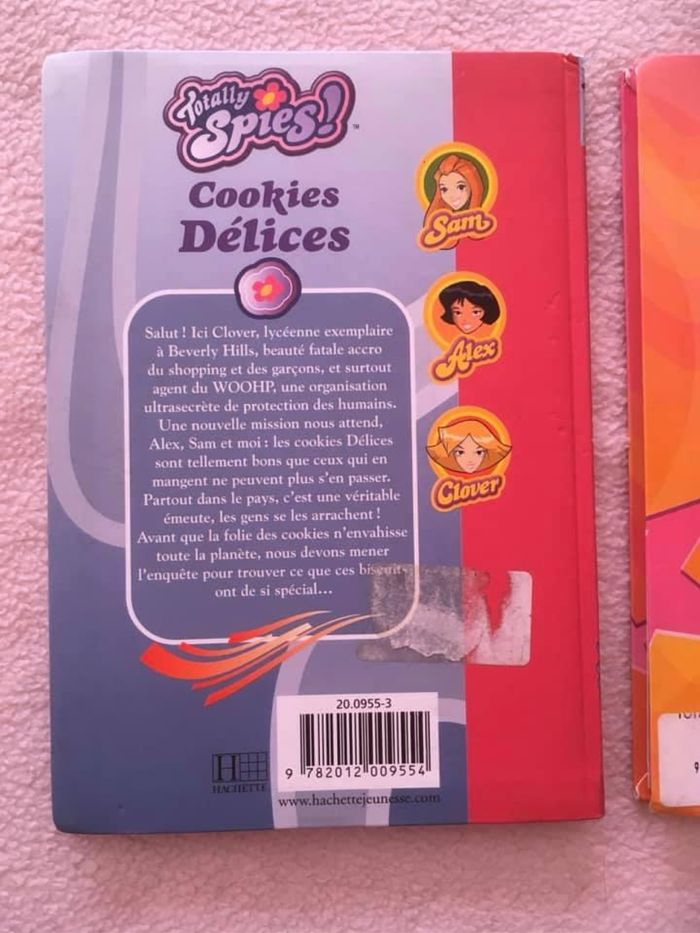 Totally
Spies!
™
Cookies
Délices
Sam
Alex
Clover
Salut ! Ici Clover, lycéenne exemplaire
à Beverly Hills, beauté fatale accro
du shopping et des garçons, et surtout
agent du WOOHP, une organisation
ultrasecrète de protection des humains.
Une nouvelle mission nous attend,
Alex, Sam et moi : les cookies Délices
sont tellement bons que ceux qui en
mangent ne peuvent plus s'en passer.
Partout dans le pays, c'est une véritable
émeute, les gens se les arrachent !
Avant que la folie des cookies n'envahisse
toute la planète, nous devons mener
l'enquête pour trouver ce que ces biscuits
ont de si spécial…
20.0955-3
9 782012 009554
H
HACHETTE
www.hachettejeunesse.com
9